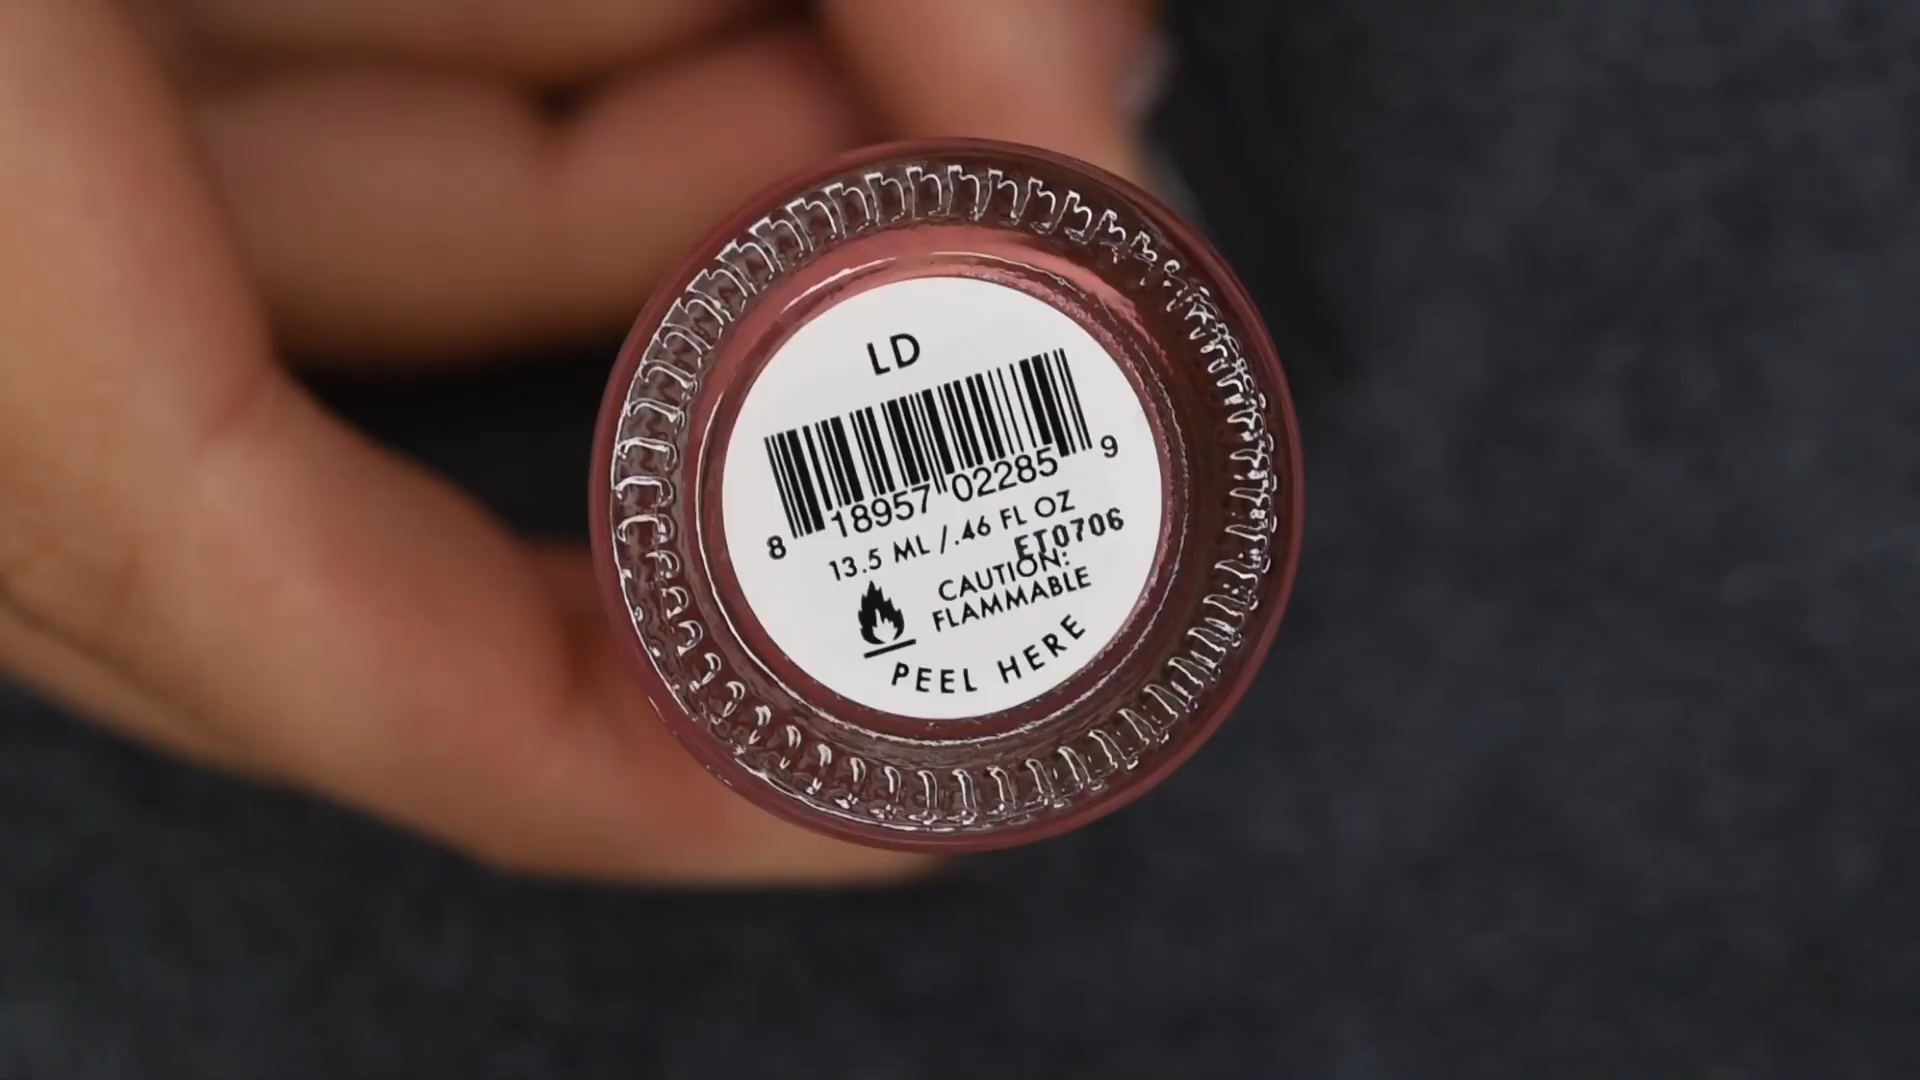 LD
8 18957 02285 9
13.5 ML /.46 FL OZ
ET0706
CAUTION:
FLAMMABLE
PEEL HERE